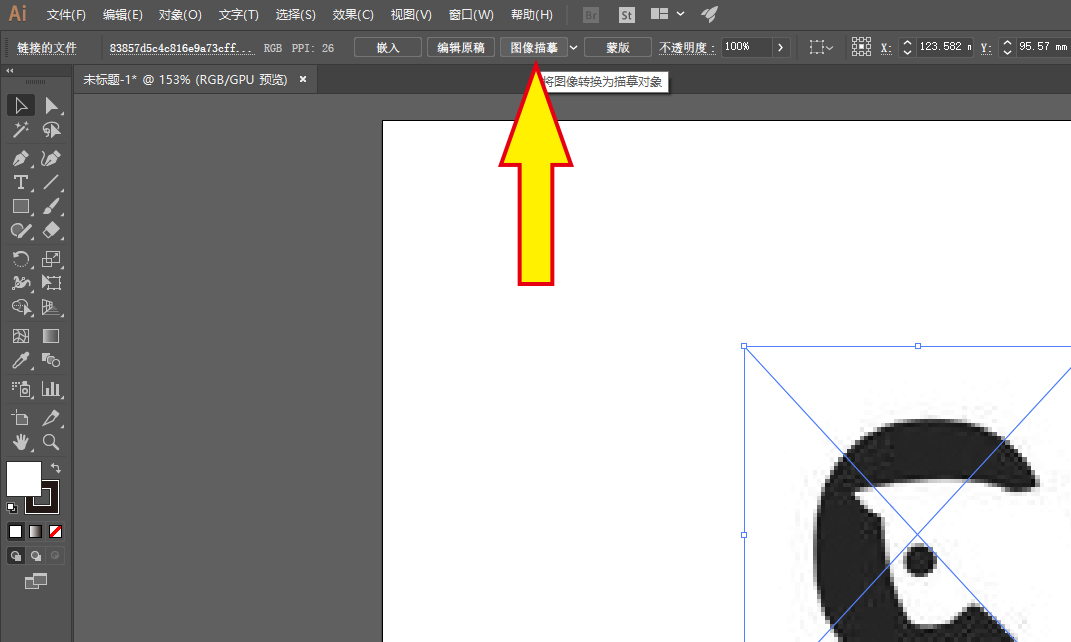 Ai 文件(F) 编辑(E) 对象(O) 文字(T) 选择(S) 效果(C) 视图(V) 窗口(W) 帮助(H) Br St
链接的文件 83857d5c4c816e9a73cff... RGB PPI: 26 嵌入 编辑原稿 图像描摹 蒙版 不透明度: 100% X: 123.582 Y: 95.57 mm
将图像转换为描摹对象
未标题-1* @ 153% (RGB/GPU 预览) ×